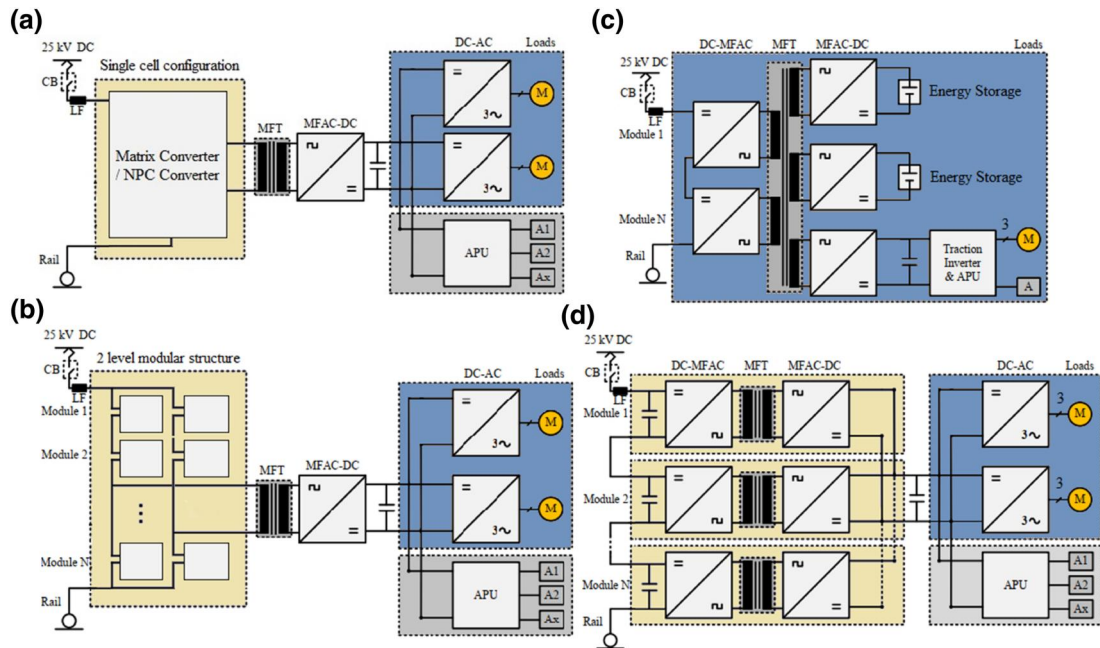 (a)
25 kV DC
CB
LF
Single cell configuration
Matrix Converter
/ NPC Converter
Rail
MFT
MFAC-DC
DC-AC
Loads
=
3~
M
=
3~
M
=
APU
A1
A2
Ax
(c)
25 kV DC
CB
LF
Module 1
Module N
Rail
DC-MFAC
MFT
MFAC-DC
Loads
=
=
=
=
=
Energy Storage
Energy Storage
Traction
Inverter
& APU
3
M
A
(b)
25 kV DC
CB
LF
2 level modular structure
Module 1
Module 2
...
Module N
Rail
MFT
MFAC-DC
DC-AC
Loads
=
=
3~
M
=
3~
M
APU
A1
A2
Ax
(d)
25 kV DC
CB
LF
Module 1
Module 2
Module N
Rail
DC-MFAC
MFT
MFAC-DC
DC-AC
Loads
=
=
=
=
=
=
=
3~
3
M
=
3~
3
M
APU
A1
A2
Ax